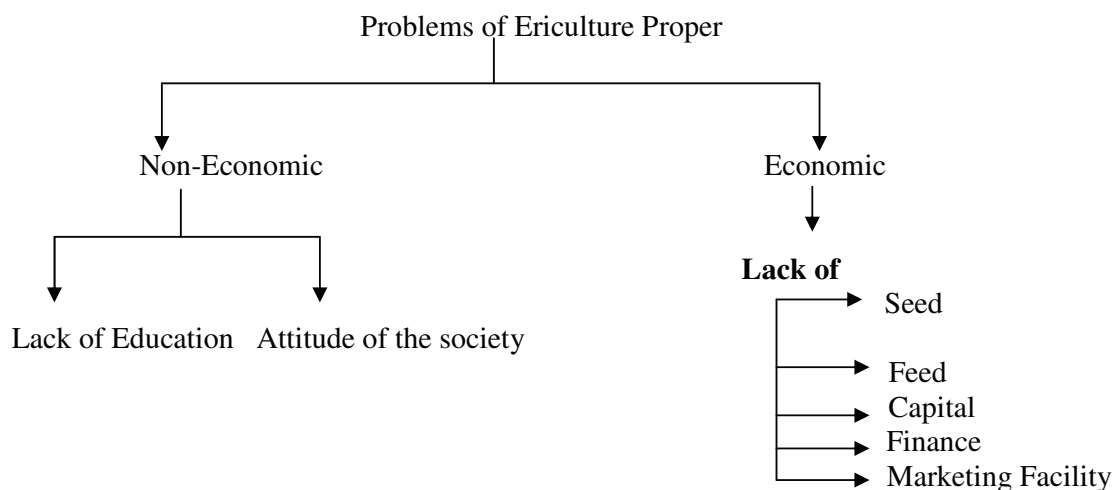 Problems of Ericulture Proper
Non-Economic
Economic
Lack of Education
Attitude of the society
Lack of
Seed
Feed
Capital
Finance
Marketing Facility